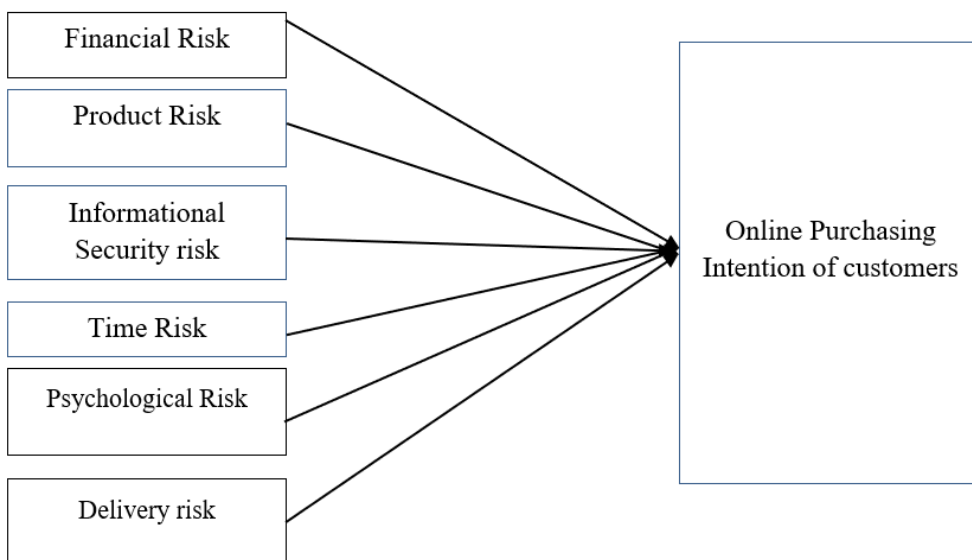 Financial Risk
Product Risk
Informational
Security risk
Time Risk
Psychological Risk
Delivery risk
Online Purchasing
Intention of customers